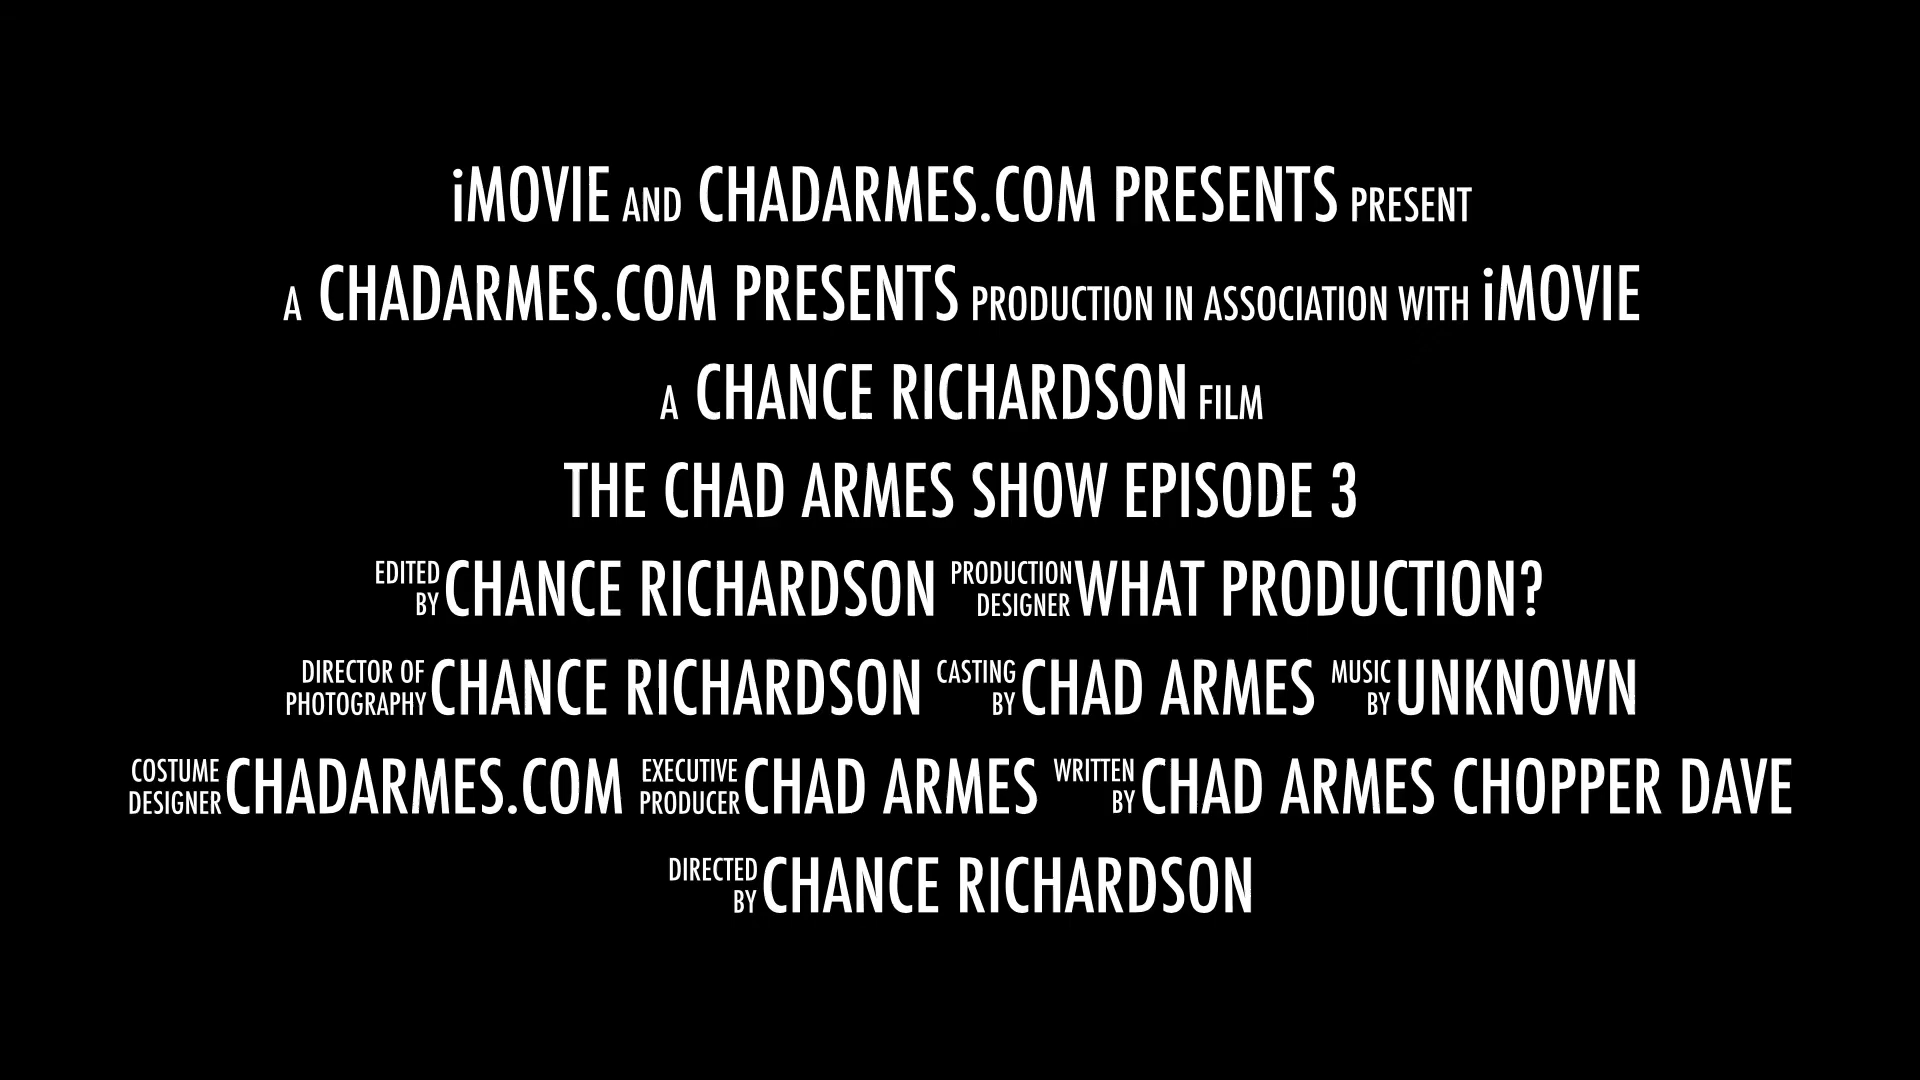 iMOVIE AND CHADARMES.COM PRESENTS PRESENT
A CHADARMES.COM PRESENTS PRODUCTION IN ASSOCIATION WITH iMOVIE
A CHANCE RICHARDSON FILM
THE CHAD ARMES SHOW EPISODE 3
EDITED BY CHANCE RICHARDSON PRODUCTION DESIGNER WHAT PRODUCTION?
DIRECTOR OF PHOTOGRAPHY CHANCE RICHARDSON CASTING BY CHAD ARMES MUSIC BY UNKNOWN
COSTUME DESIGNER CHADARMES.COM EXECUTIVE PRODUCER CHAD ARMES WRITTEN BY CHAD ARMES CHOPPER DAVE
DIRECTED BY CHANCE RICHARDSON